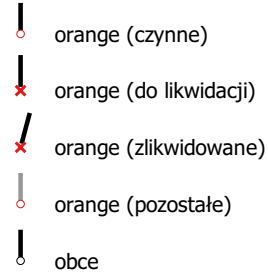 orange (czynne)
orange (do likwidacji)
orange (zlikwidowane)
orange (pozostałe)
obce